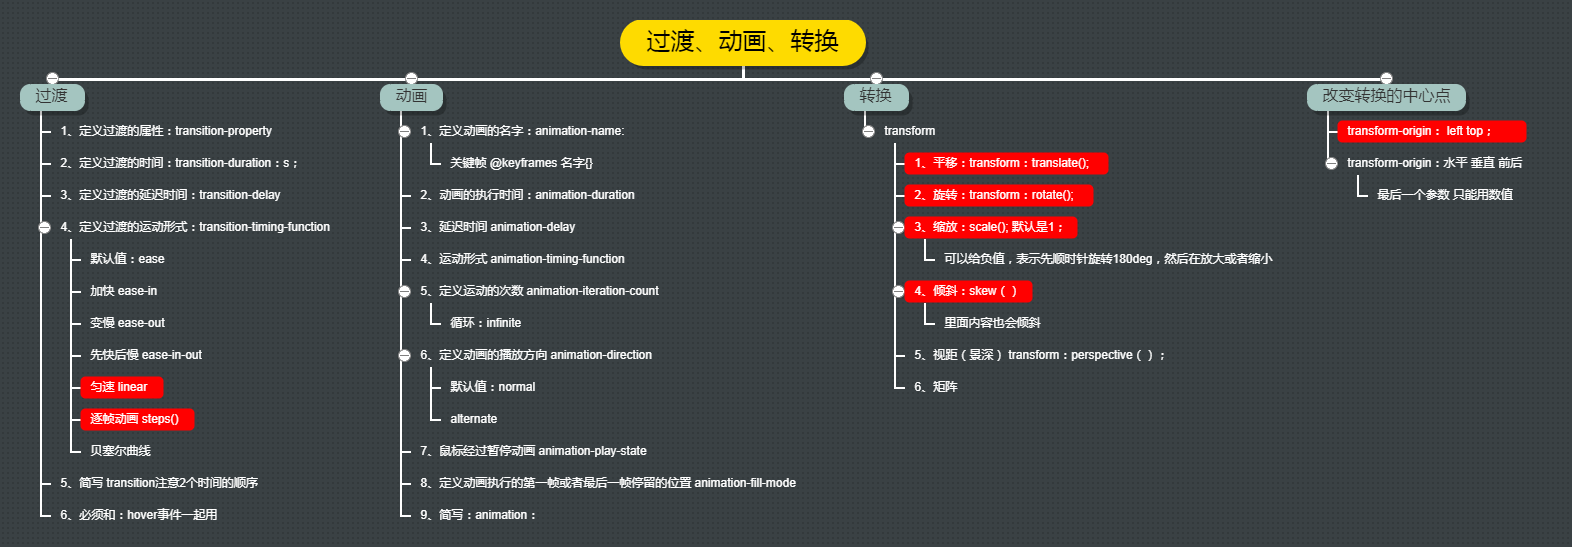 过渡、动画、转换
过渡
1、定义过渡的属性：transition-property
2、定义过渡的时间：transition-duration：s；
3、定义过渡的延迟时间：transition-delay
4、定义过渡的运动形式：transition-timing-function
默认值：ease
加快 ease-in
变慢 ease-out
先快后慢 ease-in-out
匀速 linear
逐帧动画 steps()
贝塞尔曲线
5、简写 transition注意2个时间的顺序
6、必须和：hover事件一起用
动画
1、定义动画的名字：animation-name:
关键帧 @keyframes 名字{}
2、动画的执行时间：animation-duration
3、延迟时间 animation-delay
4、运动形式 animation-timing-function
5、定义运动的次数 animation-iteration-count
循环：infinite
6、定义动画的播放方向 animation-direction
默认值：normal
alternate
7、鼠标经过暂停动画 animation-play-state
8、定义动画执行的第一帧或者最后一帧停留的位置 animation-fill-mode
9、简写：animation：
转换
transform
1、平移：transform：translate();
2、旋转：transform：rotate();
3、缩放：scale(); 默认是1；
可以给负值，表示先顺时针旋转180deg，然后在放大或者缩小
4、倾斜：skew（ ）
里面内容也会倾斜
5、视距（景深） transform：perspective（ ）；
6、矩阵
改变转换的中心点
transform-origin： left top；
transform-origin：水平 垂直 前后
最后一个参数 只能用数值